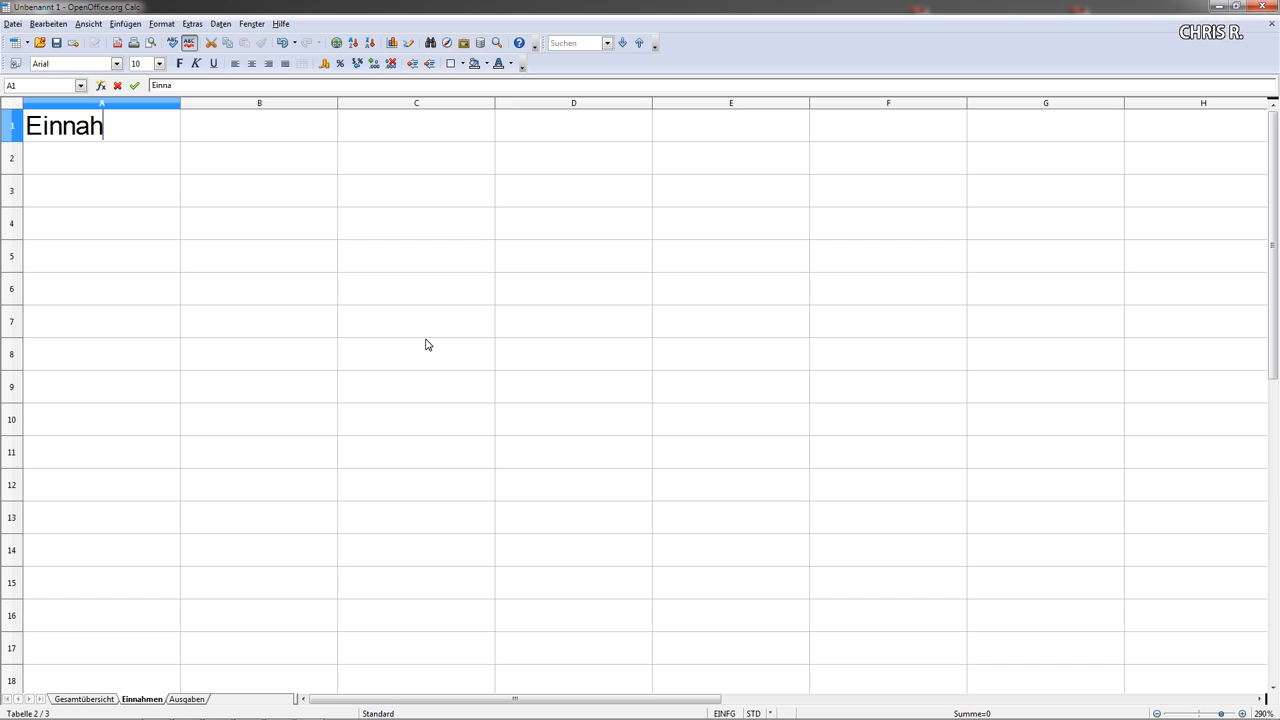 Unbenannt 1 - OpenOffice.org Calc
Datei Bearbeiten Ansicht Einfügen Format Extras Daten Fenster Hilfe
CHRIS R.
Suchen
Arial 10 F K U
A1 Einna
A B C D E F G H
1 Einnah
2
3
4
5
6
7
8
9
10
11
12
13
14
15
16
17
18
Gesamtübersicht Einnahmen Ausgaben
Tabelle 2 / 3 Standard EINFG STD * Summe=0 290%